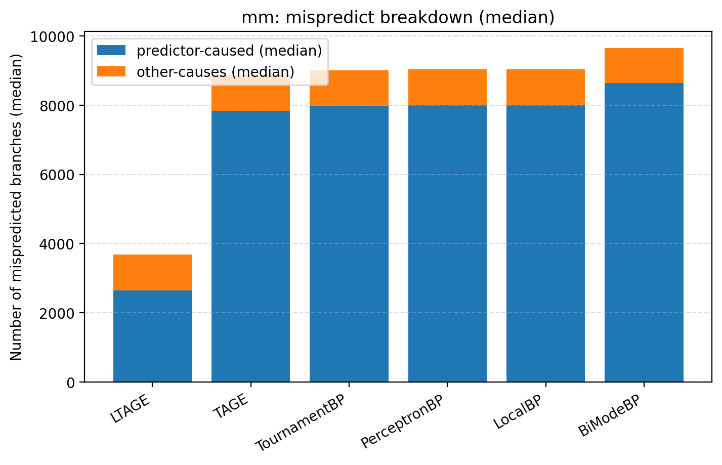 mm: mispredict breakdown (median)
Number of mispredicted branches (median)
10000
8000
6000
4000
2000
0
predictor-caused (median)
other-causes (median)
LTAGE
TAGE
TournamentBP
PerceptronBP
LocalBP
BiModeBP